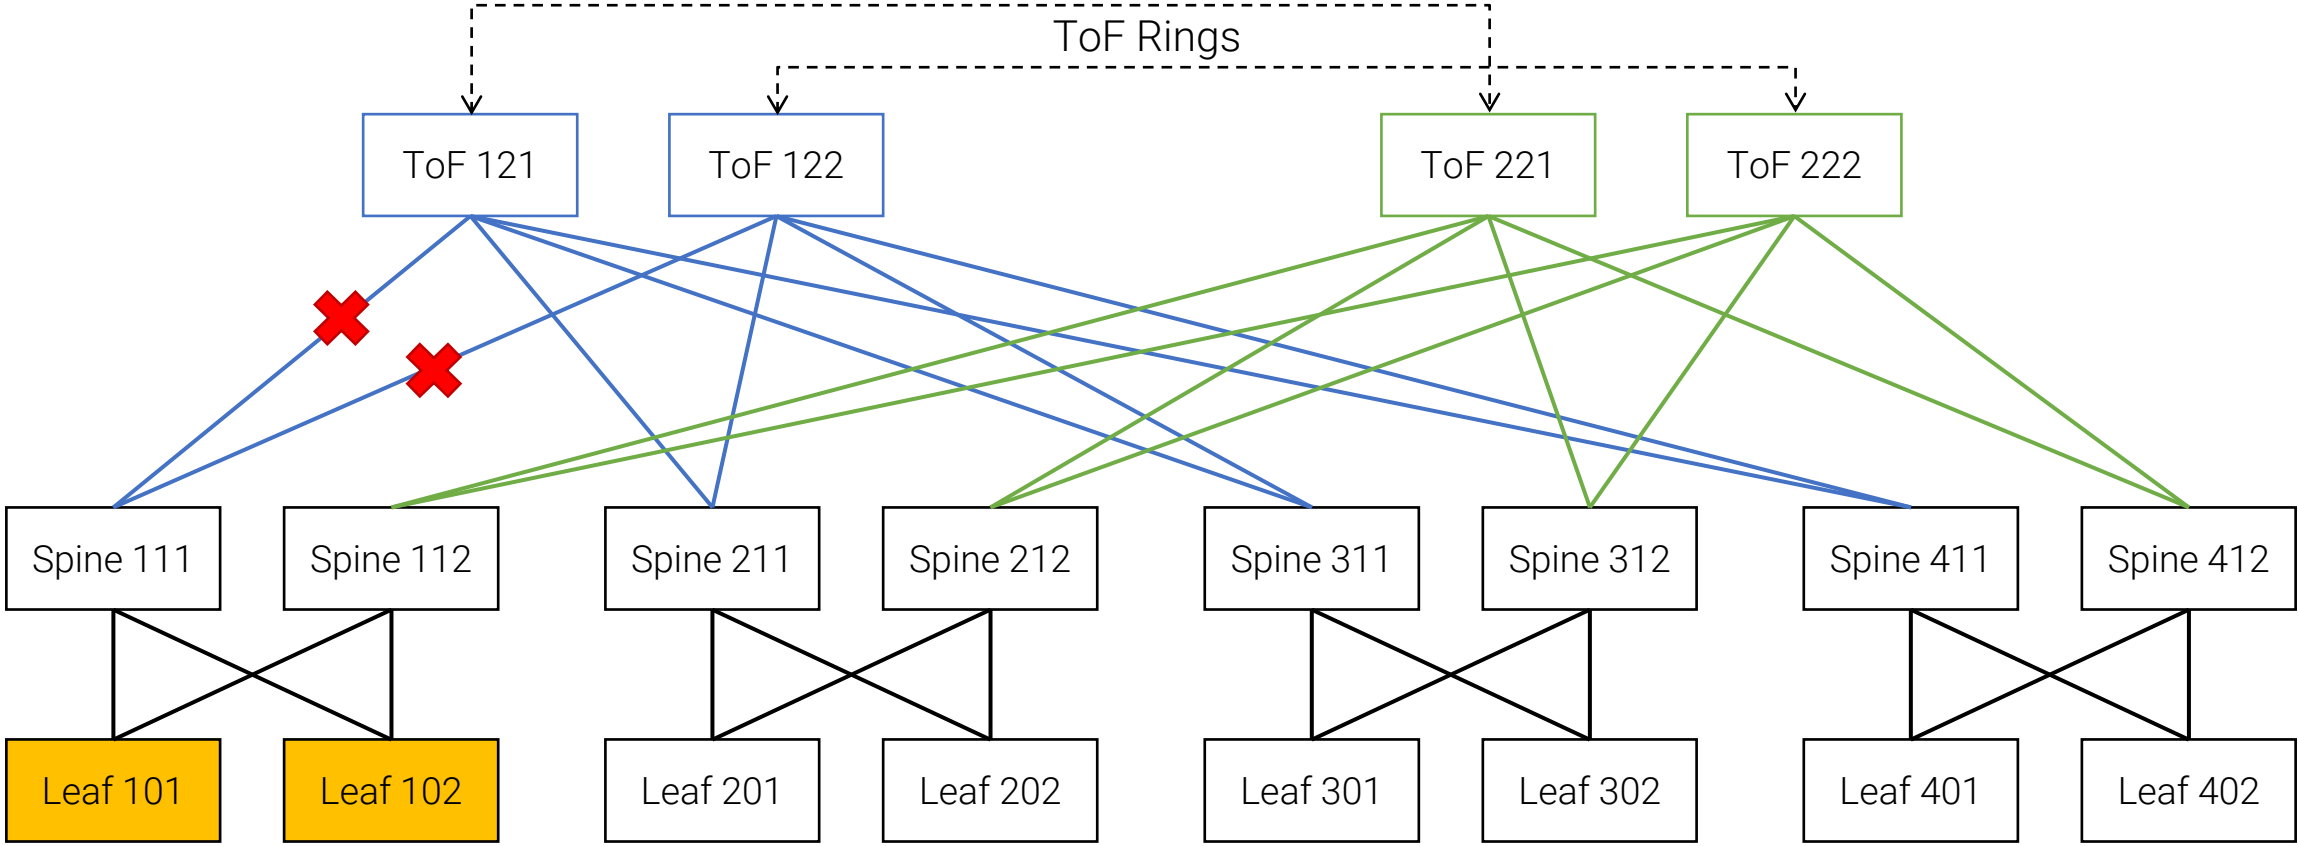 ToF Rings
ToF 121
ToF 122
ToF 221
ToF 222
Spine 111
Spine 112
Spine 211
Spine 212
Spine 311
Spine 312
Spine 411
Spine 412
Leaf 101
Leaf 102
Leaf 201
Leaf 202
Leaf 301
Leaf 302
Leaf 401
Leaf 402